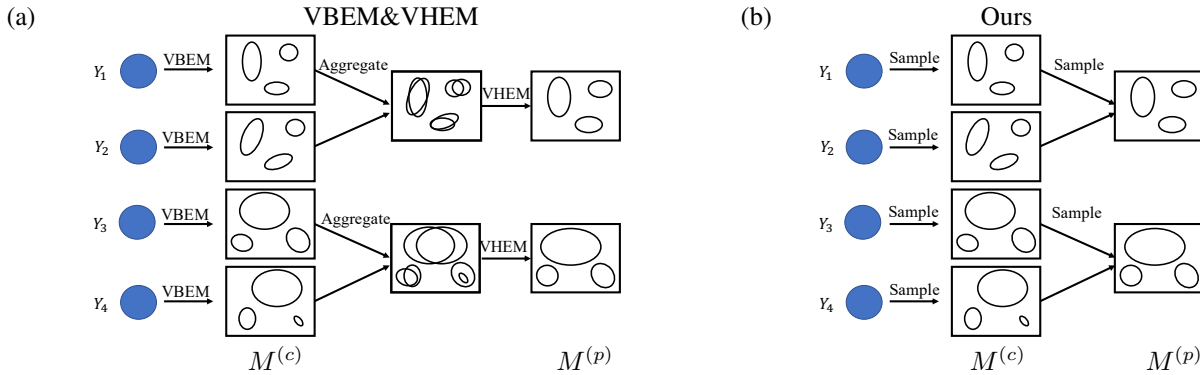 (a)
VBEM&VHEM
Y1
VBEM
Aggregate
VHEM
Y2
VBEM
Y3
VBEM
Aggregate
VHEM
Y4
VBEM
M^(c)
M^(p)
(b)
Ours
Y1
Sample
Sample
Y2
Sample
Y3
Sample
Sample
Y4
Sample
M^(c)
M^(p)